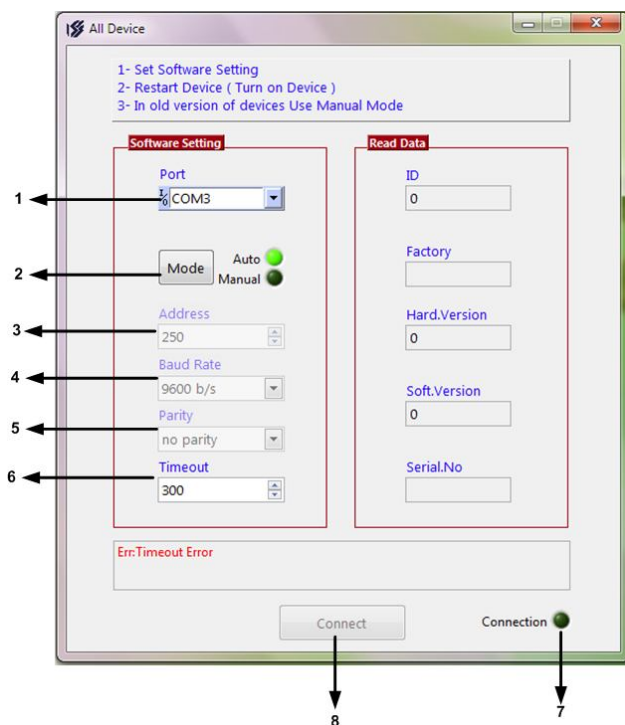 All Device
1- Set Software Setting
2- Restart Device ( Turn on Device )
3- In old version of devices Use Manual Mode
Software Setting
Port
I/O COM3
Mode
Auto
Manual
Address
250
Baud Rate
9600 b/s
Parity
no parity
Timeout
300
Read Data
ID
0
Factory
Hard.Version
0
Soft.Version
0
Serial.No
Err:Timeout Error
Connect
Connection
1
2
3
4
5
6
7
8